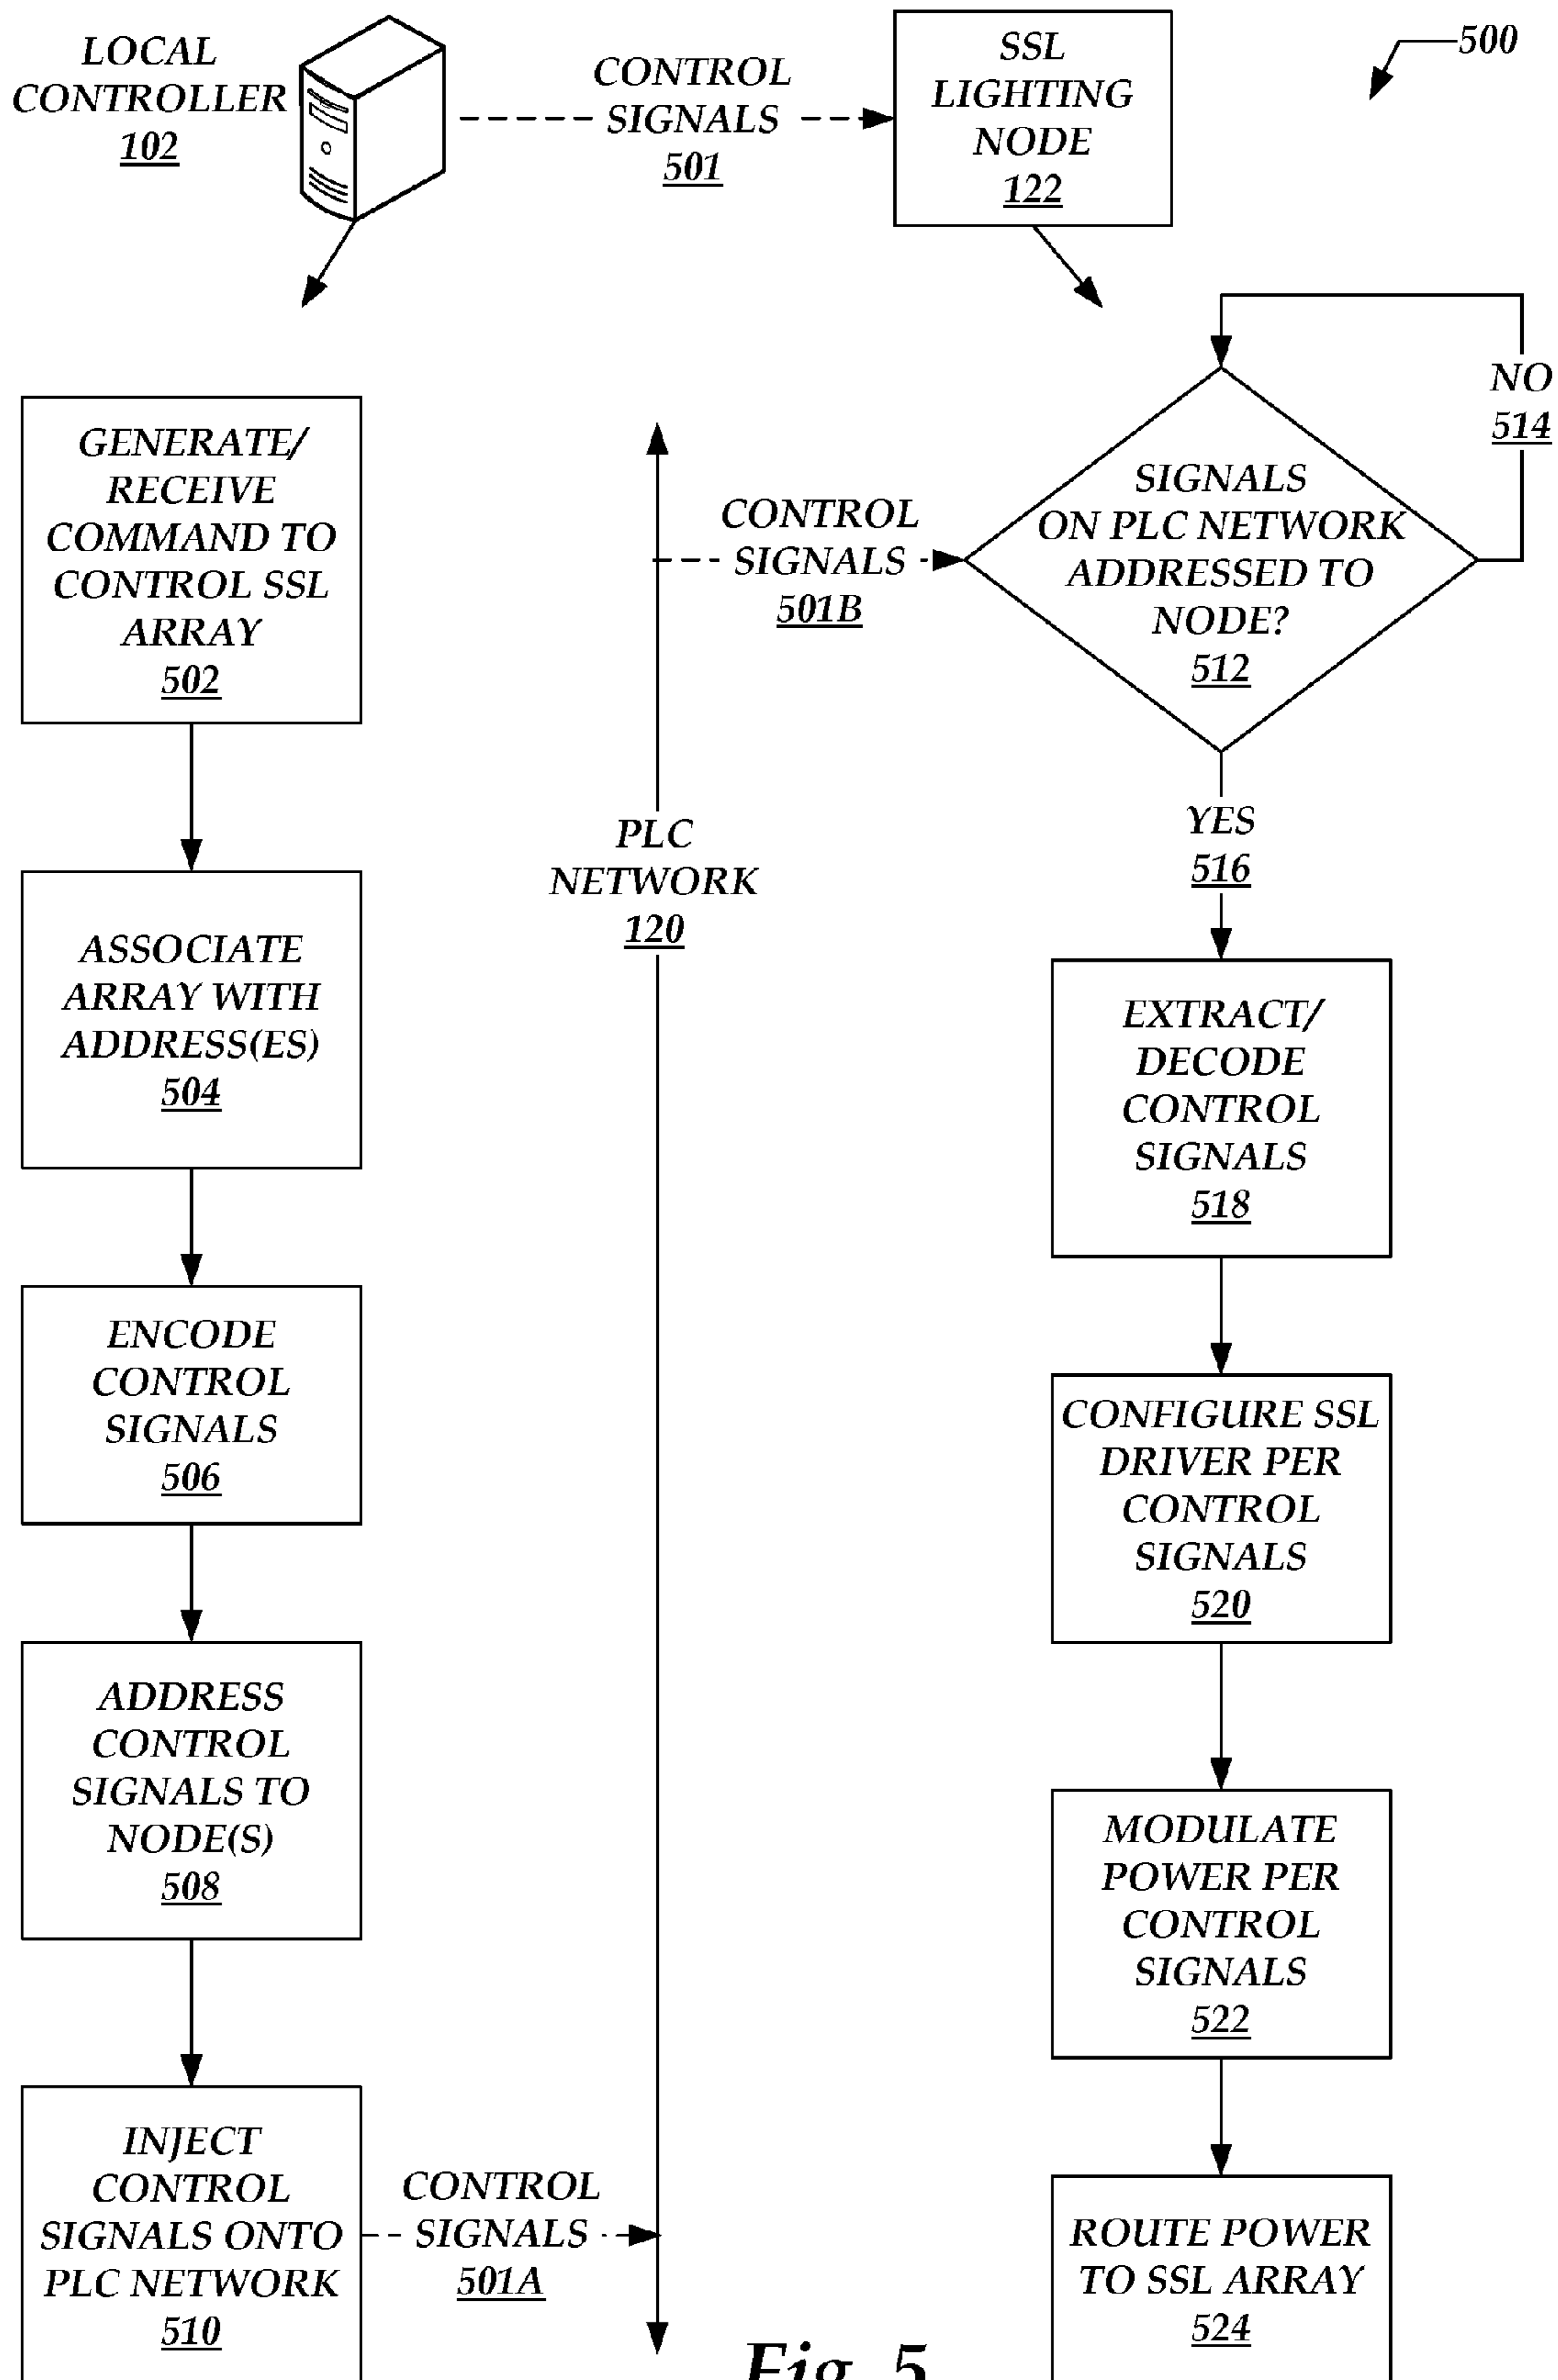 LOCAL
CONTROLLER
102
CONTROL
SIGNALS
501
SSL
LIGHTING
NODE
122
500
GENERATE/
RECEIVE
COMMAND TO
CONTROL SSL
ARRAY
502
ASSOCIATE
ARRAY WITH
ADDRESS(ES)
504
ENCODE
CONTROL
SIGNALS
506
ADDRESS
CONTROL
SIGNALS TO
NODE(S)
508
INJECT
CONTROL
SIGNALS ONTO
PLC NETWORK
510
CONTROL
SIGNALS
501A
PLC
NETWORK
120
CONTROL
SIGNALS
501B
SIGNALS
ON PLC NETWORK
ADDRESSED TO
NODE?
512
NO
514
YES
516
EXTRACT/
DECODE
CONTROL
SIGNALS
518
CONFIGURE SSL
DRIVER PER
CONTROL
SIGNALS
520
MODULATE
POWER PER
CONTROL
SIGNALS
522
ROUTE POWER
TO SSL ARRAY
524
Fig. 5